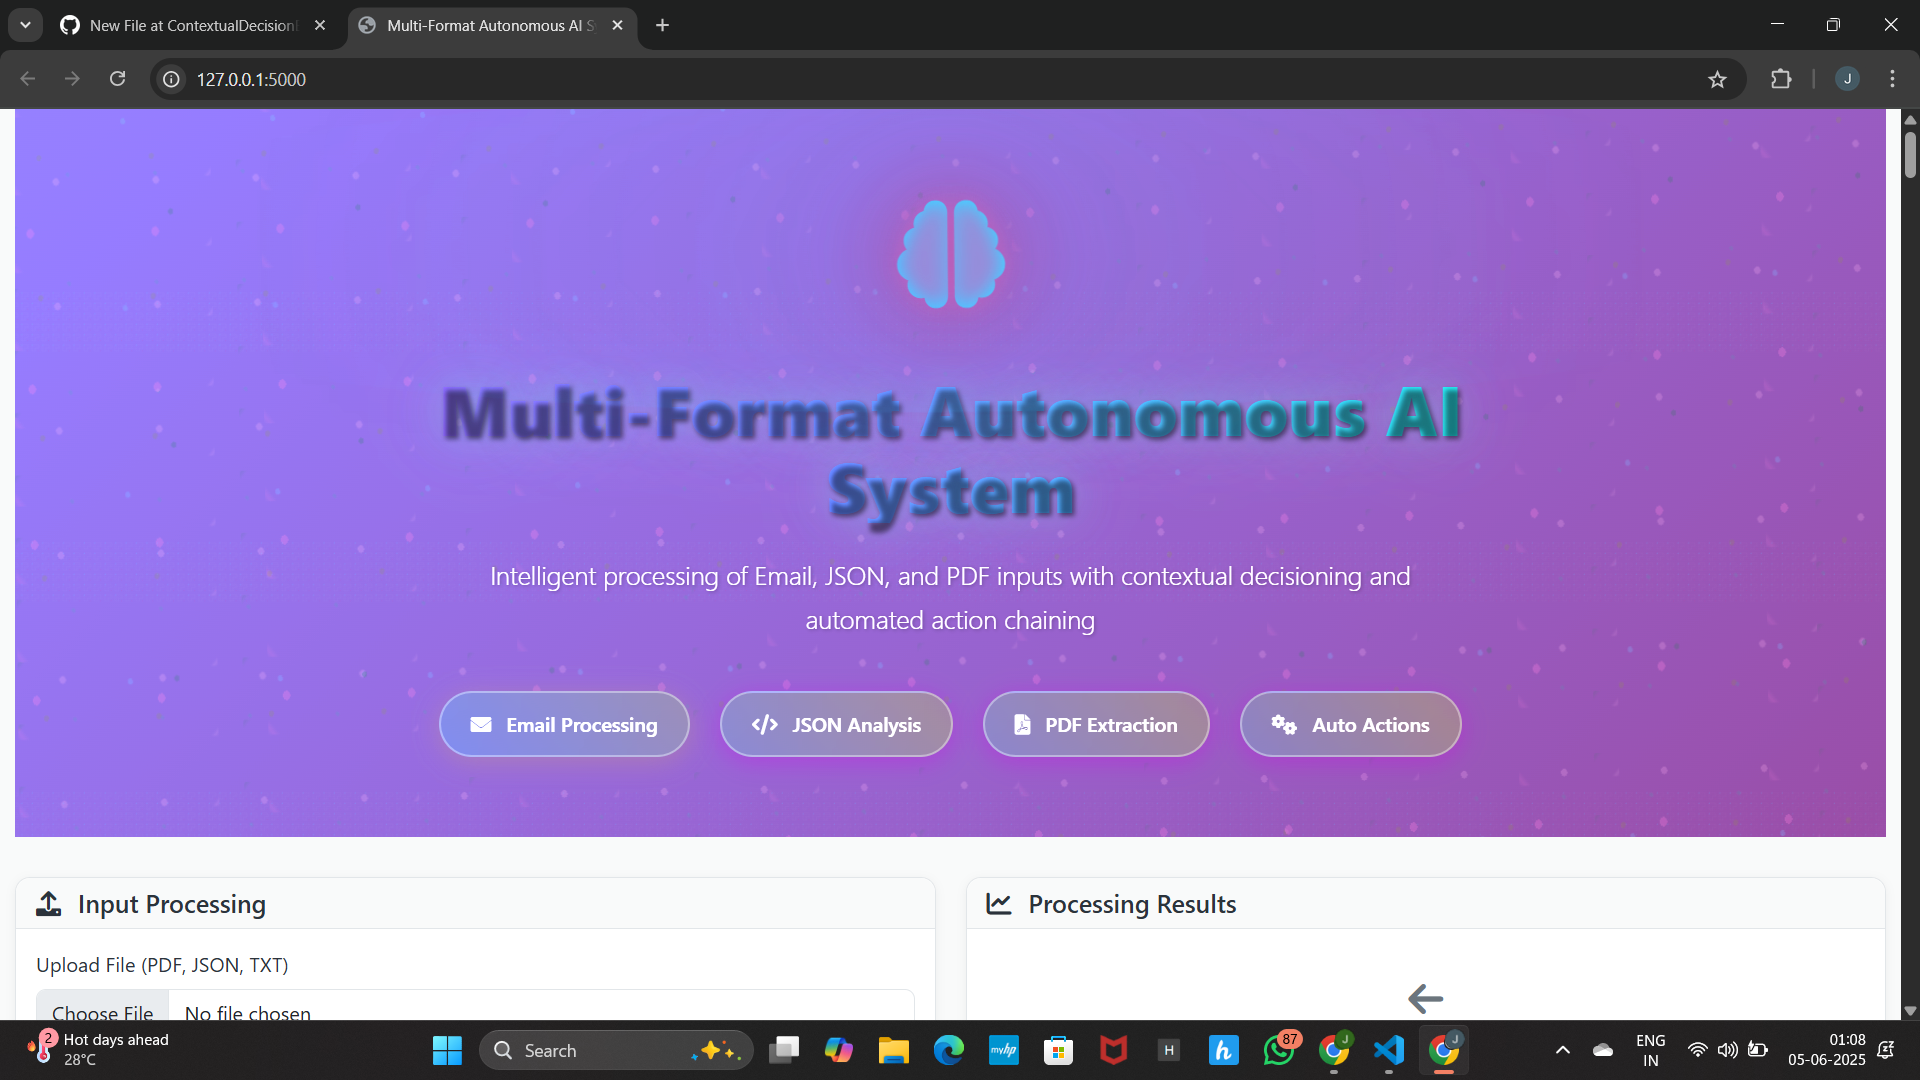 New File at ContextualDecision
Multi-Format Autonomous AI S
127.0.0.1:5000
J
Multi-Format Autonomous AI
System
Intelligent processing of Email, JSON, and PDF inputs with contextual decisioning and
automated action chaining
Email Processing
JSON Analysis
PDF Extraction
Auto Actions
Input Processing
Processing Results
Upload File (PDF, JSON, TXT)
Choose File
No file chosen
2
Hot days ahead
28°C
Search
myhp
H
h
87
J
J
ENG
IN
01:08
05-06-2025